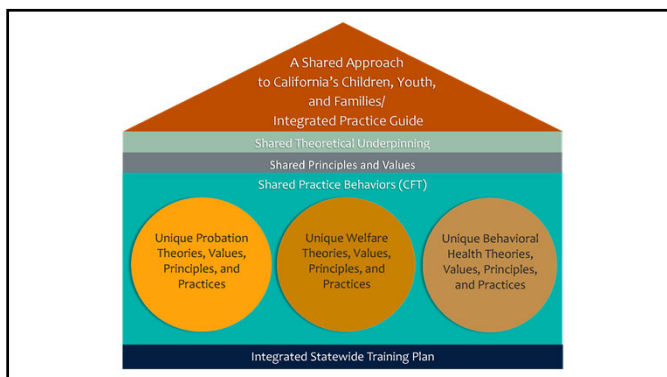 A Shared Approach
to California's Children, Youth,
and Families/
Integrated Practice Guide
Shared Theoretical Underpinning
Shared Principles and Values
Shared Practice Behaviors (CFT)
Unique Probation
Theories, Values,
Principles, and
Practices
Unique Welfare
Theories, Values,
Principles, and
Practices
Unique Behavioral
Health Theories,
Values, Principles,
and Practices
Integrated Statewide Training Plan